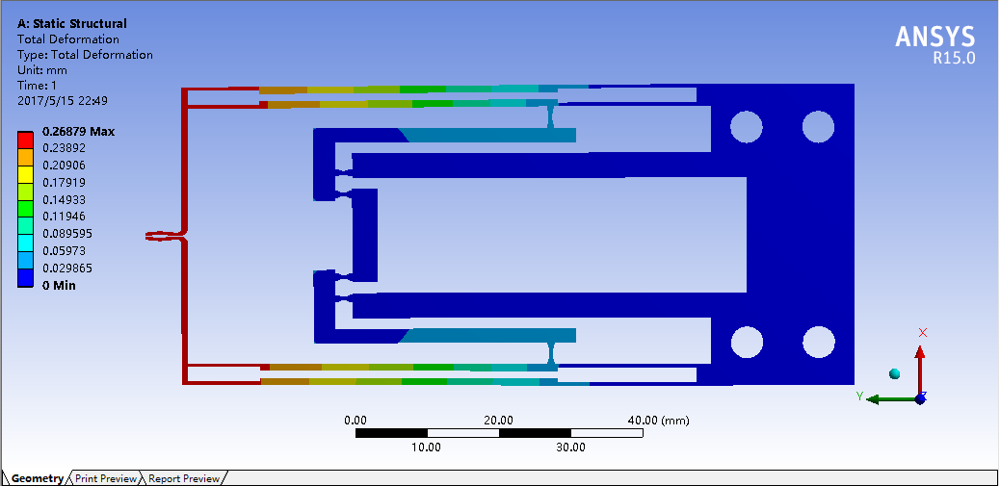 A: Static Structural
Total Deformation
Type: Total Deformation
Unit: mm
Time: 1
2017/5/15 22:49
ANSYS
R15.0
0.26879 Max
0.23892
0.20906
0.17919
0.14933
0.11946
0.089595
0.05973
0.029865
0 Min
X
Y
Z
0.00 20.00 40.00 (mm)
10.00 30.00
Geometry Print Preview Report Preview